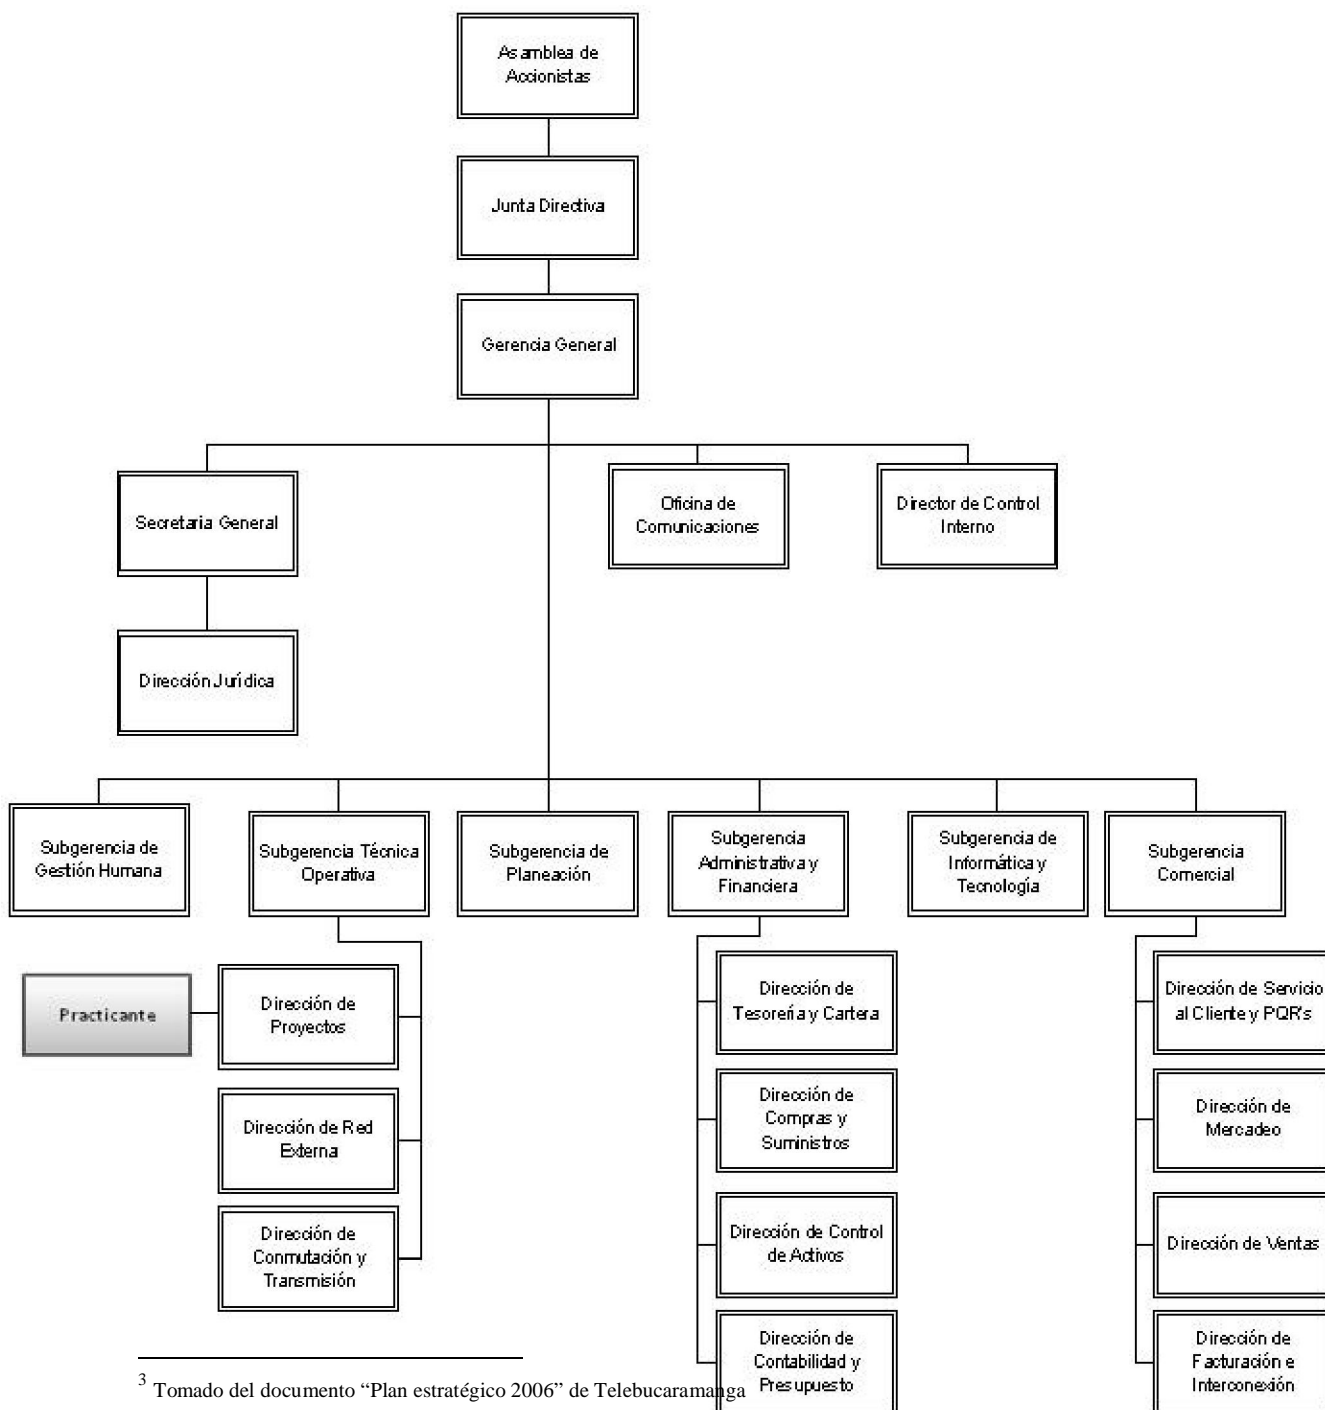 Asamblea de
Accionistas
Junta Directiva
Gerencia General
Secretaria General
Oficina de
Comunicaciones
Director de Control
Interno
Dirección Jurídica
Subgerencia de
Gestión Humana
Subgerencia Técnica
Operativa
Subgerencia de
Planeación
Subgerencia
Administrativa y
Financiera
Subgerencia de
Informática y
Tecnología
Subgerencia
Comercial
Practicante
Dirección de
Proyectos
Dirección de Red
Externa
Dirección de
Conmutación y
Transmisión
Dirección de
Tesorería y Cartera
Dirección de
Compras y
Suministros
Dirección de Control
de Activos
Dirección de
Contabilidad y
Presupuesto
Dirección de Servicio
al Cliente y PQR's
Dirección de
Mercadeo
Dirección de Ventas
Dirección de
Facturación e
Interconexión
3 Tomado del documento “Plan estratégico 2006” de Telebucaramanga